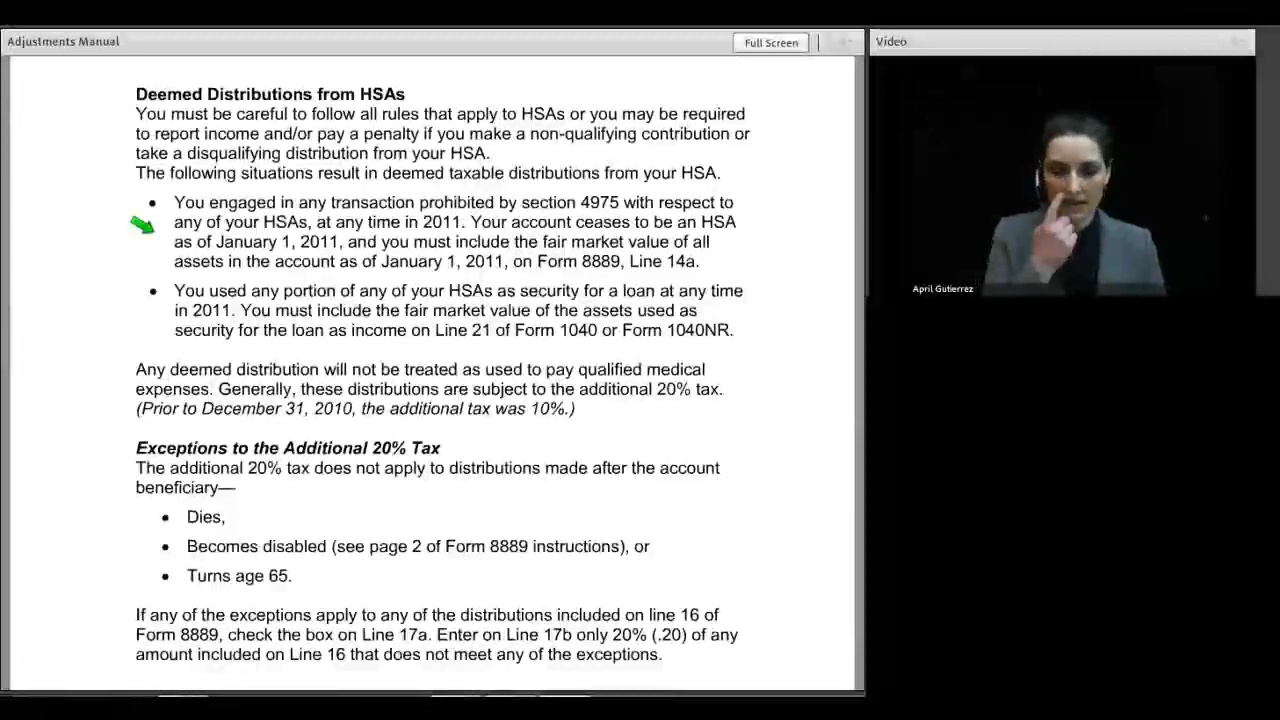 Adjustments Manual
Full Screen
Video
Deemed Distributions from HSAs
You must be careful to follow all rules that apply to HSAs or you may be required
to report income and/or pay a penalty if you make a non-qualifying contribution or
take a disqualifying distribution from your HSA.
The following situations result in deemed taxable distributions from your HSA.
• You engaged in any transaction prohibited by section 4975 with respect to
any of your HSAs, at any time in 2011. Your account ceases to be an HSA
as of January 1, 2011, and you must include the fair market value of all
assets in the account as of January 1, 2011, on Form 8889, Line 14a.
• You used any portion of any of your HSAs as security for a loan at any time
in 2011. You must include the fair market value of the assets used as
security for the loan as income on Line 21 of Form 1040 or Form 1040NR.
Any deemed distribution will not be treated as used to pay qualified medical
expenses. Generally, these distributions are subject to the additional 20% tax.
(Prior to December 31, 2010, the additional tax was 10%.)
Exceptions to the Additional 20% Tax
The additional 20% tax does not apply to distributions made after the account
beneficiary—
• Dies,
• Becomes disabled (see page 2 of Form 8889 instructions), or
• Turns age 65.
If any of the exceptions apply to any of the distributions included on line 16 of
Form 8889, check the box on Line 17a. Enter on Line 17b only 20% (.20) of any
amount included on Line 16 that does not meet any of the exceptions.
April Gutierrez